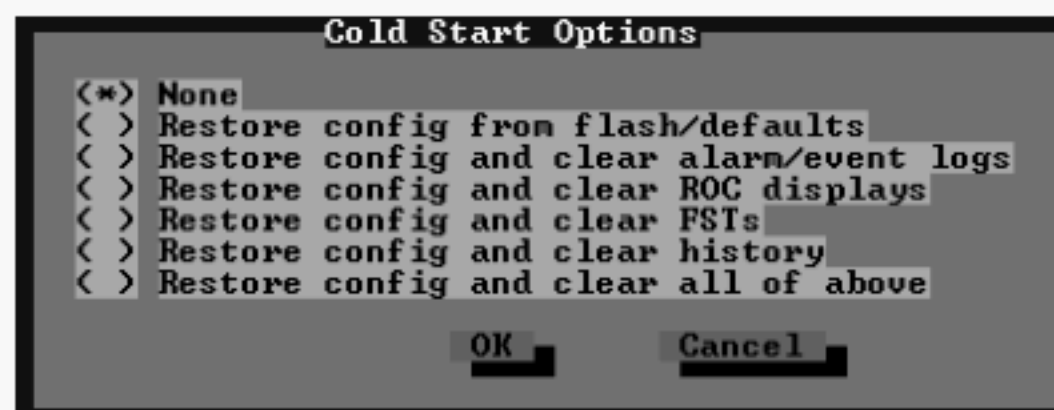 Cold Start Options
(*) None
( ) Restore config from flash/defaults
( ) Restore config and clear alarm/event logs
( ) Restore config and clear ROC displays
( ) Restore config and clear FSTs
( ) Restore config and clear history
( ) Restore config and clear all of above
OK Cancel